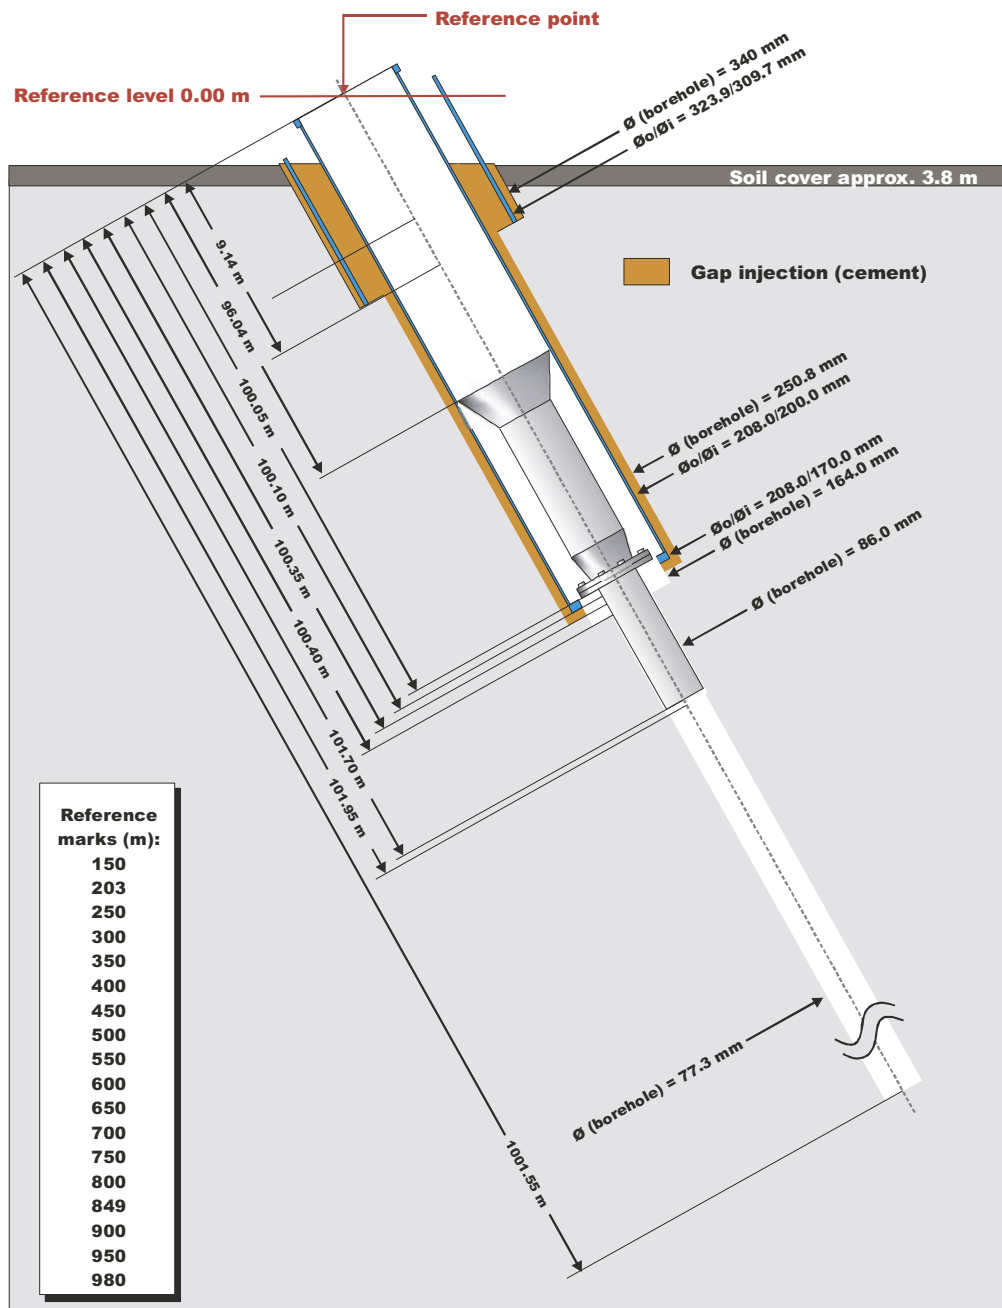 Reference point
Reference level 0.00 m
Ø (borehole) = 340 mm
Øo/Øi = 323.9/309.7 mm
Soil cover approx. 3.8 m
Gap injection (cement)
9.14 m
96.04 m
100.05 m
100.10 m
100.35 m
100.40 m
101.70 m
101.95 m
1001.55 m
Ø (borehole) = 250.8 mm
Øo/Øi = 208.0/200.0 mm
Øo/Øi = 208.0/170.0 mm
Ø (borehole) = 164.0 mm
Ø (borehole) = 86.0 mm
Ø (borehole) = 77.3 mm
Reference
marks (m):
150
203
250
300
350
400
450
500
550
600
650
700
750
800
849
900
950
980